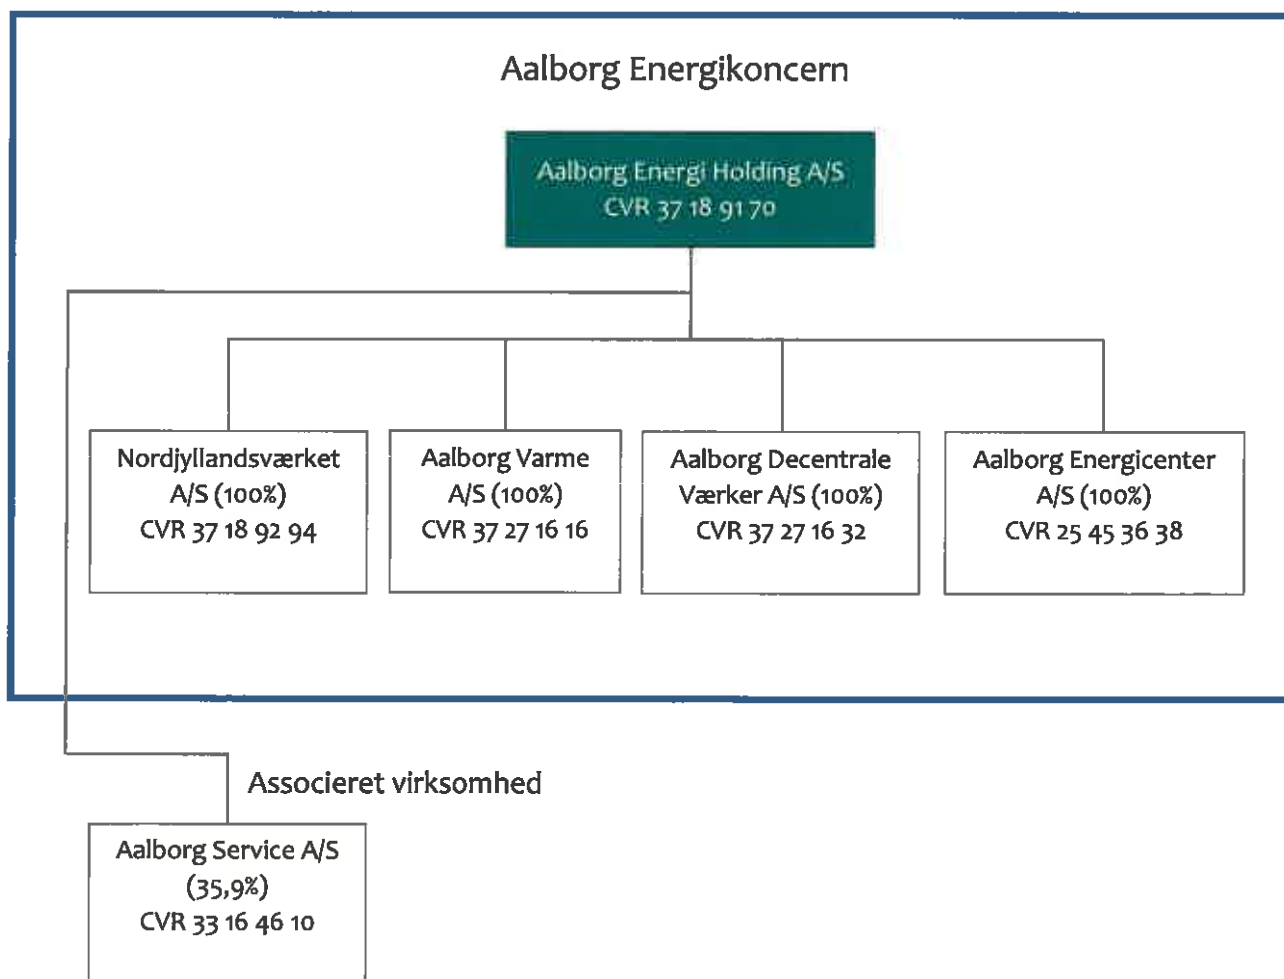 Aalborg Energikoncern
Aalborg Energi Holding A/S
CVR 37 18 91 70
Nordjyllandsværket
A/S (100%)
CVR 37 18 92 94
Aalborg Varme
A/S (100%)
CVR 37 27 16 16
Aalborg Decentrale
Værker A/S (100%)
CVR 37 27 16 32
Aalborg Energicenter
A/S (100%)
CVR 25 45 36 38
Associeret virksomhed
Aalborg Service A/S
(35,9%)
CVR 33 16 46 10